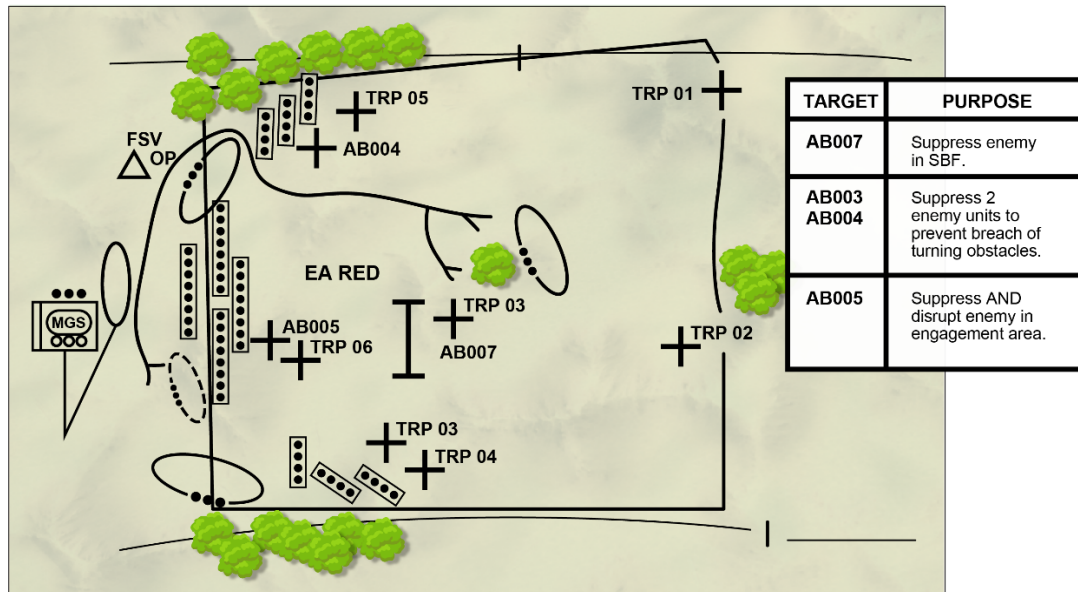 TRP 05
AB004
FSV
OP
TRP 01
EA RED
MGS
TRP 03
AB007
AB005
TRP 06
TRP 02
TRP 03
TRP 04
TARGET PURPOSE
AB007 Suppress enemy
in SBF.
AB003 Suppress 2
AB004 enemy units to
prevent breach of
turning obstacles.
AB005 Suppress AND
disrupt enemy in
engagement area.